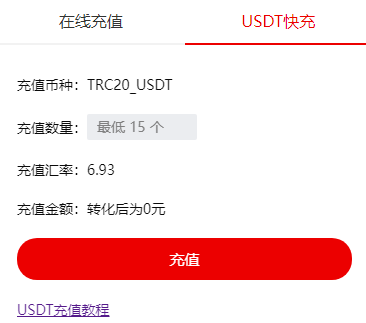 在线充值 USDT快充
充值币种：TRC20_USDT
充值数量：最低 15 个
充值汇率：6.93
充值金额：转化后为0元
充值
USDT充值教程